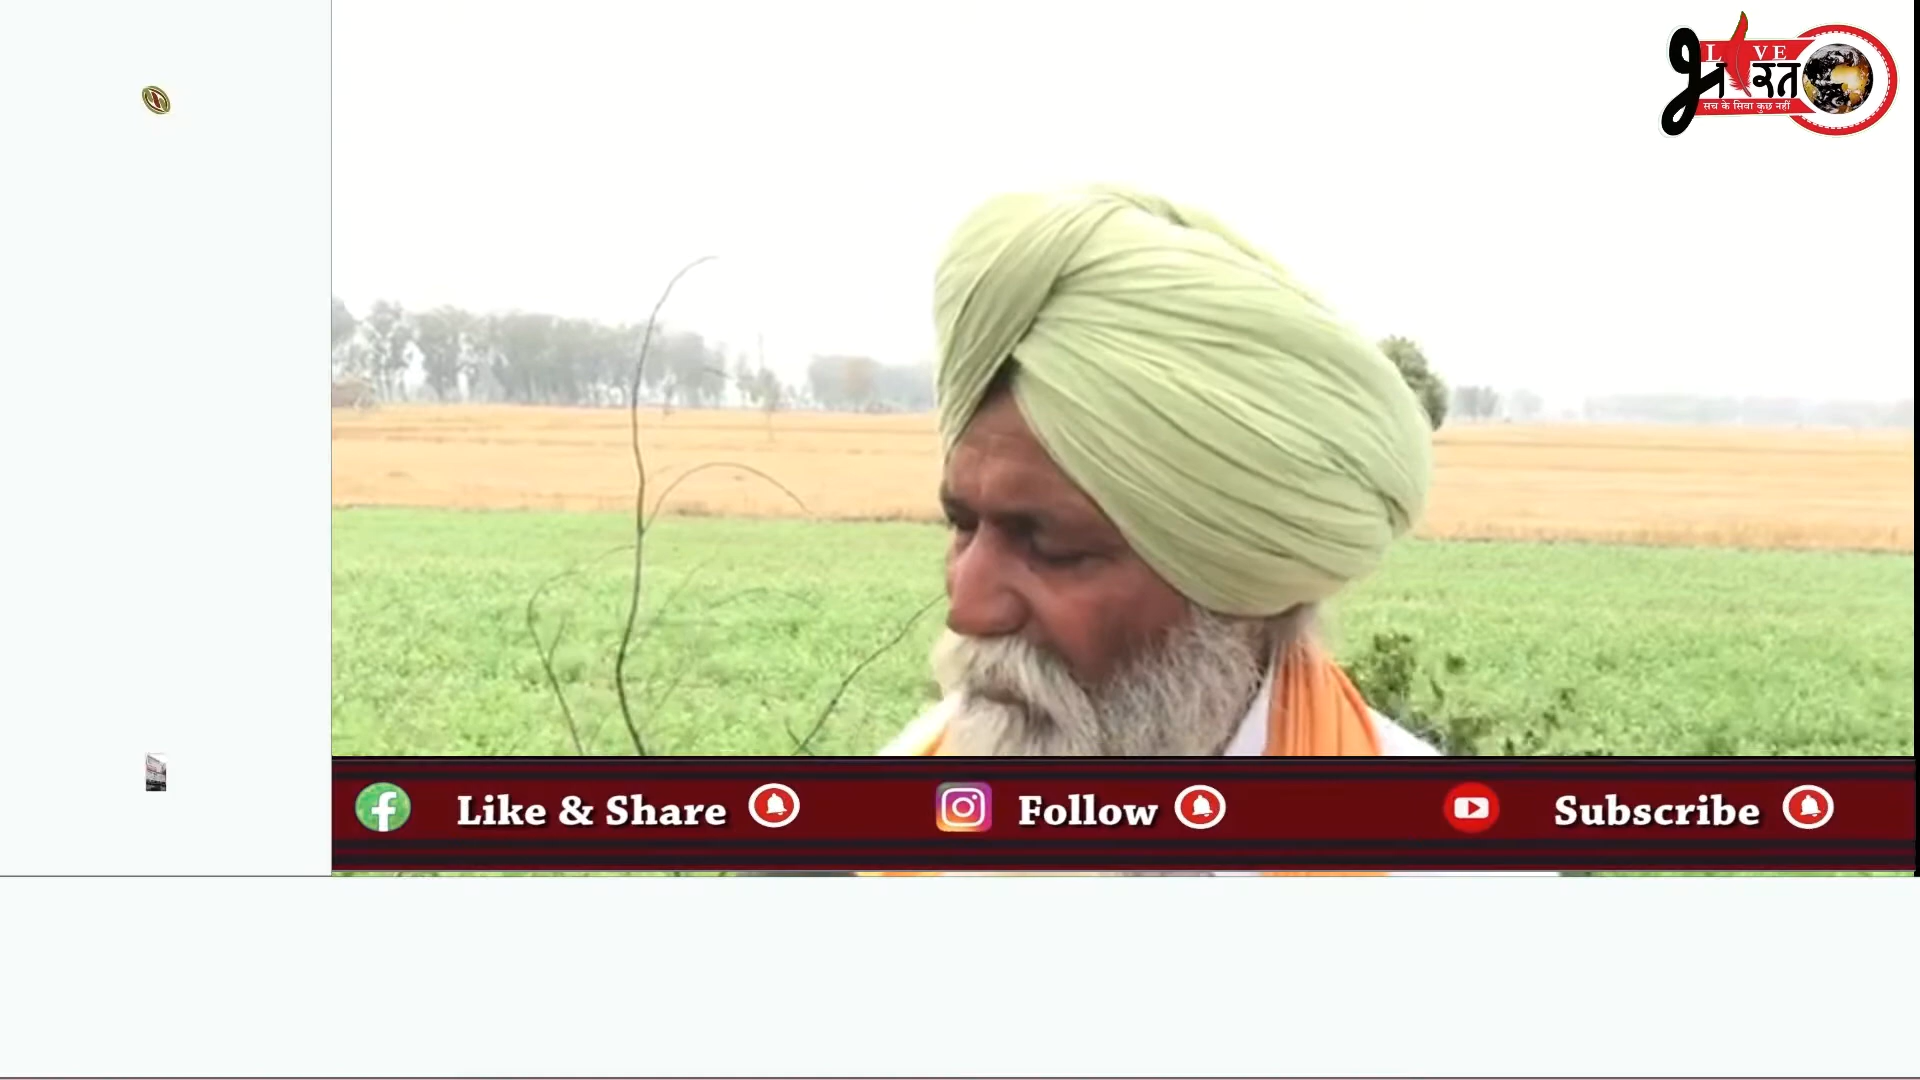 LIVE
भारत
सच के सिवा कुछ नहीं
Like & Share
Follow
Subscribe